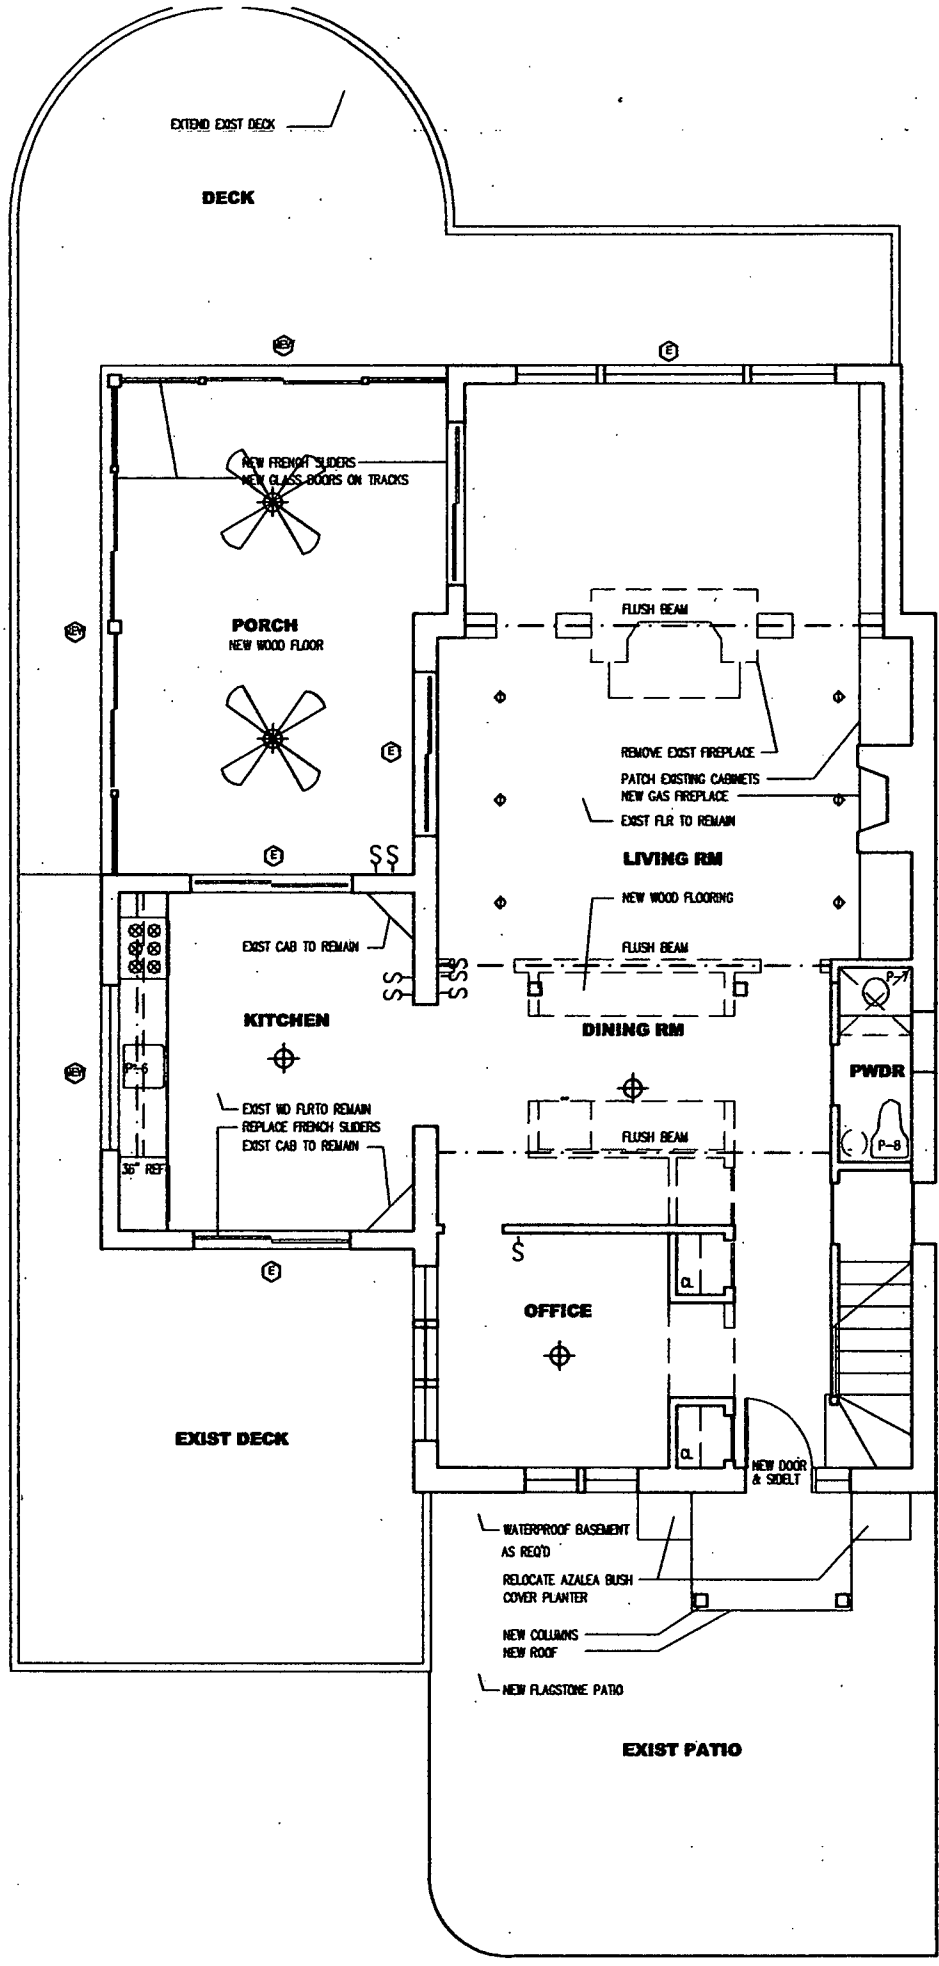 EXTEND EXIST DECK
DECK
NEW
E
NEW FRENCH SLIDERS
NEW GLASS DOORS ON TRACKS
FLUSH BEAM
PORCH
NEW WOOD FLOOR
NEW
E
REMOVE EXIST FIREPLACE
PATCH EXISTING CABINETS
NEW GAS FIREPLACE
EXIST FLR TO REMAIN
E
SS
LIVING RM
NEW WOOD FLOORING
EXIST CAB TO REMAIN
FLUSH BEAM
S
S
S
S
S
P-7
KITCHEN
DINING RM
P-6
NEW
PWDR
EXIST WD FLRTO REMAIN
REPLACE FRENCH SLIDERS
EXIST CAB TO REMAIN
FLUSH BEAM
P-8
36" REF
S
E
CL
OFFICE
EXIST DECK
CL
NEW DOOR
& SIDELT
WATERPROOF BASEMENT
AS REQ'D
RELOCATE AZALEA BUSH
COVER PLANTER
NEW COLUMNS
NEW ROOF
NEW FLAGSTONE PATIO
EXIST PATIO